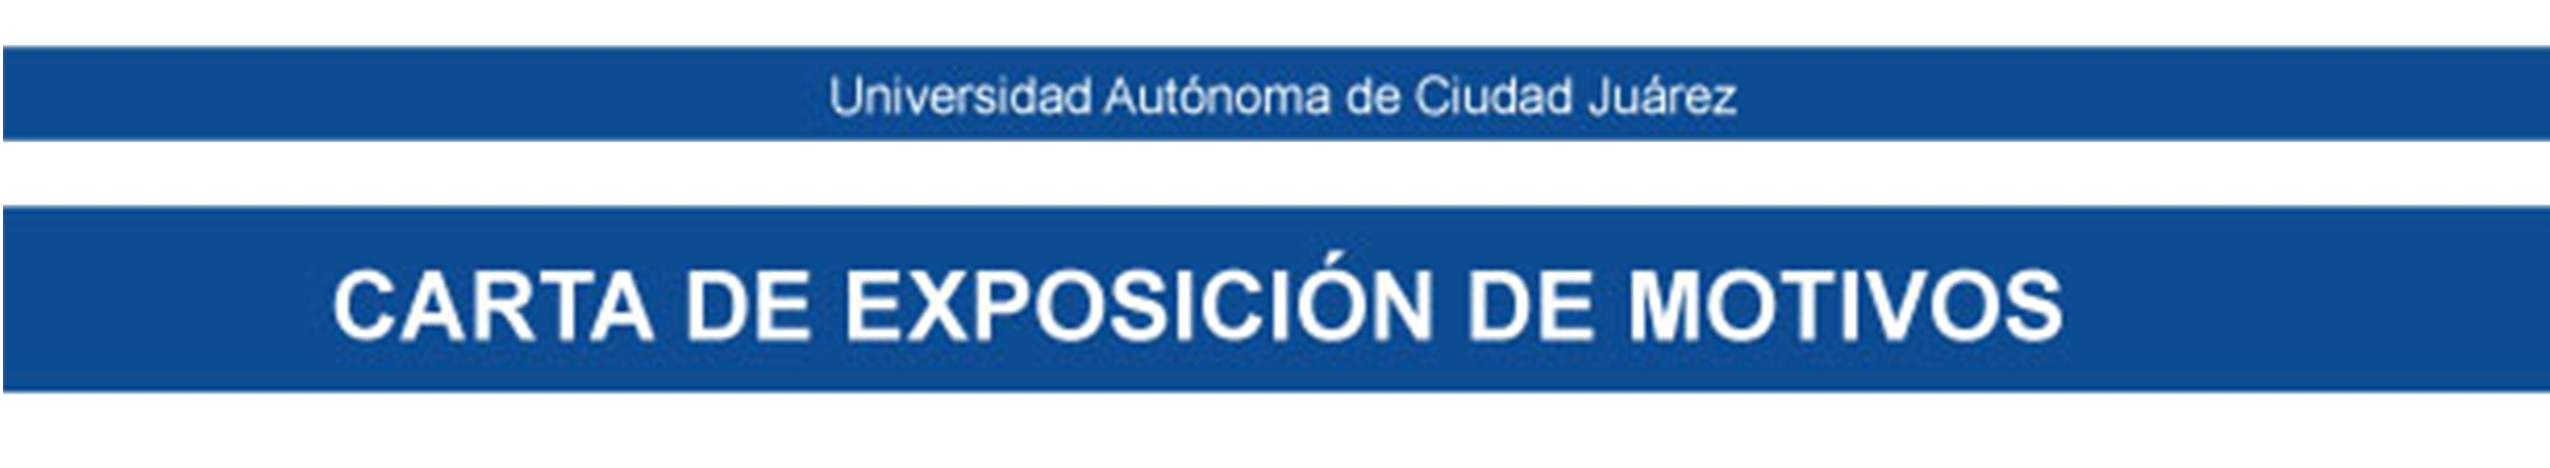 Universidad Autónoma de Ciudad Juárez
CARTA DE EXPOSICIÓN DE MOTIVOS